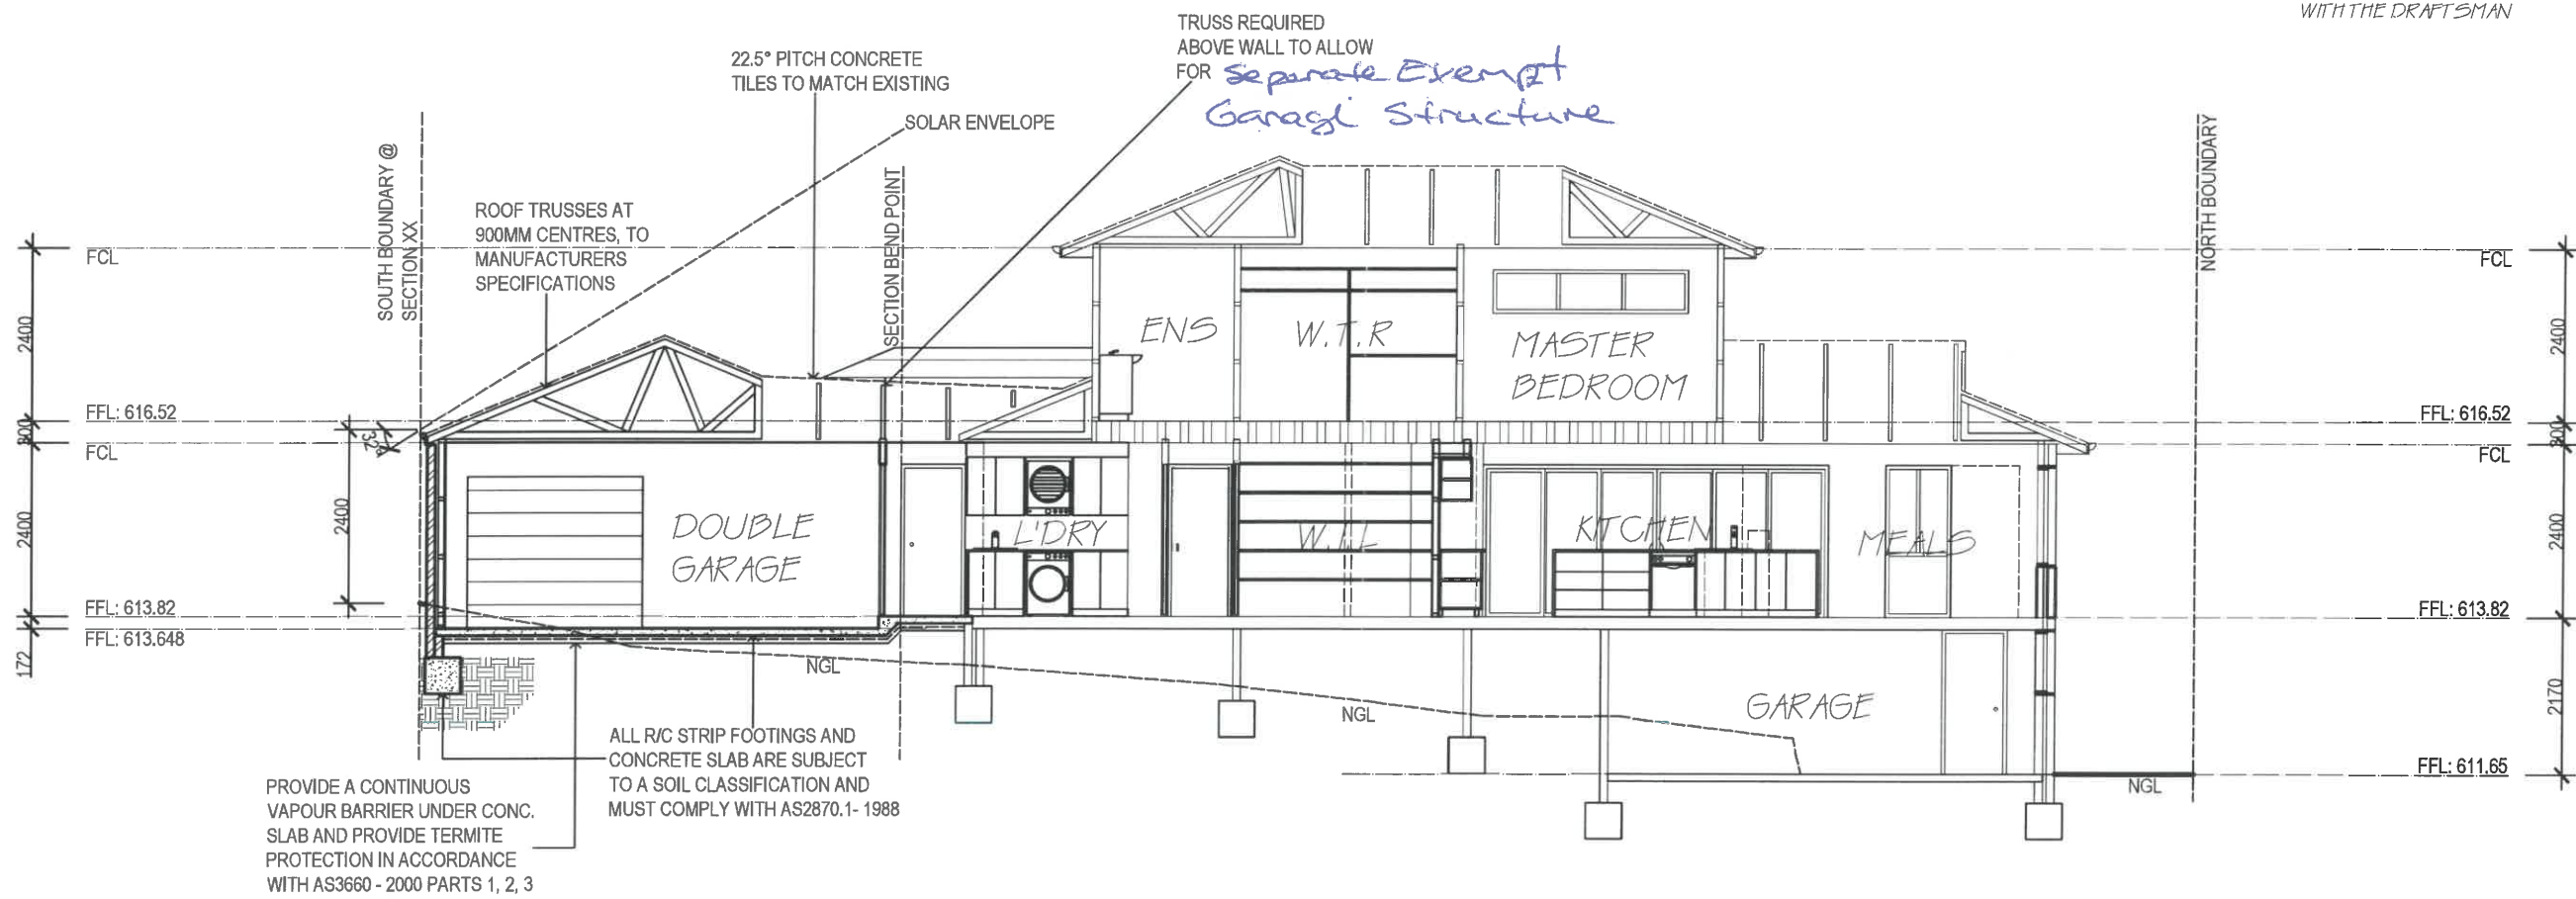 WITH THE DRAFTSMAN
TRUSS REQUIRED
ABOVE WALL TO ALLOW
FOR Separate Exempt
Garage Structure
22.5° PITCH CONCRETE
TILES TO MATCH EXISTING
SOLAR ENVELOPE
SOUTH BOUNDARY @
SECTION XX
ROOF TRUSSES AT
900MM CENTRES, TO
MANUFACTURERS
SPECIFICATIONS
SECTION BEND POINT
NORTH BOUNDARY
FCL
FCL
2400
2400
ENS
W.T.R
MASTER
BEDROOM
FFL: 616.52
FFL: 616.52
300
300
32°
FCL
FCL
2400
2400
2400
DOUBLE
GARAGE
L'DRY
W.I.L
KITCHEN
MEALS
FFL: 613.82
FFL: 613.82
FFL: 613.648
172
NGL
NGL
GARAGE
2170
FFL: 611.65
NGL
ALL R/C STRIP FOOTINGS AND
CONCRETE SLAB ARE SUBJECT
TO A SOIL CLASSIFICATION AND
MUST COMPLY WITH AS2870.1- 1988
PROVIDE A CONTINUOUS
VAPOUR BARRIER UNDER CONC.
SLAB AND PROVIDE TERMITE
PROTECTION IN ACCORDANCE
WITH AS3660 - 2000 PARTS 1, 2, 3